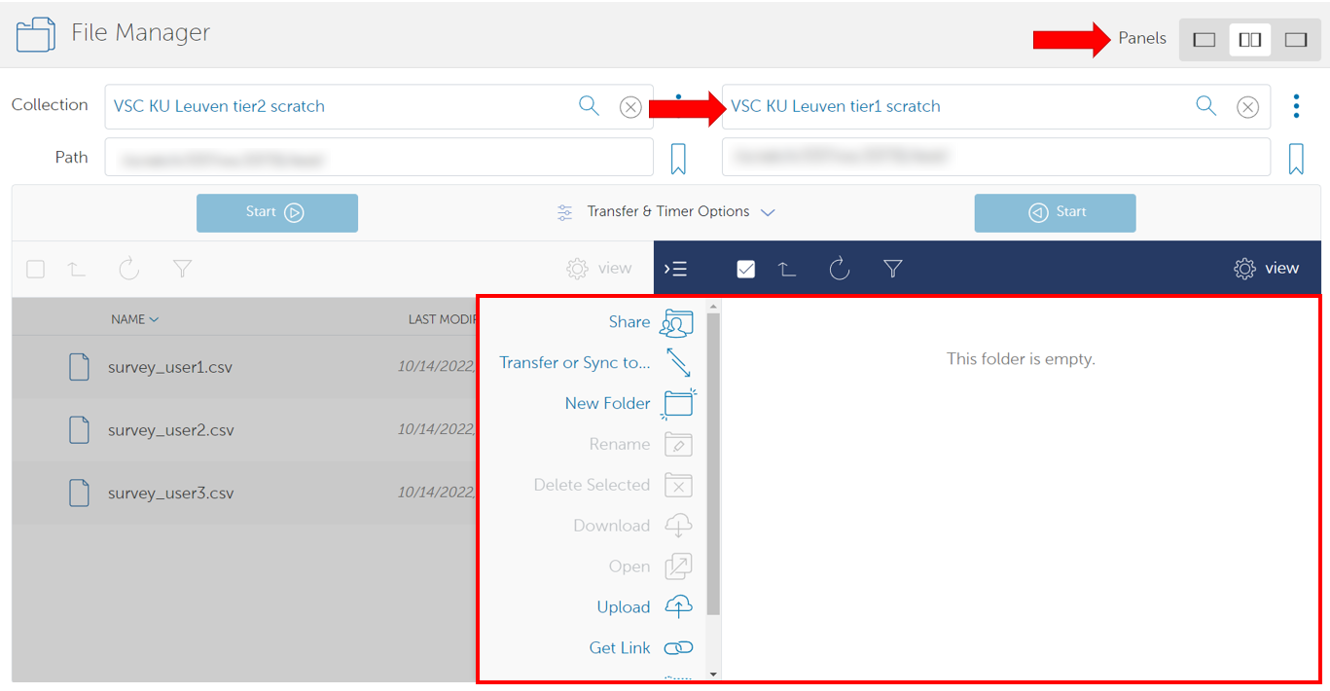 File Manager
Panels
Collection
VSC KU Leuven tier2 scratch
VSC KU Leuven tier1 scratch
Path
Start
Transfer & Timer Options
Start
view
view
NAME
LAST MODIF
survey_user1.csv
10/14/2022,
survey_user2.csv
10/14/2022,
survey_user3.csv
10/14/2022,
Share
Transfer or Sync to...
New Folder
Rename
Delete Selected
Download
Open
Upload
Get Link
This folder is empty.